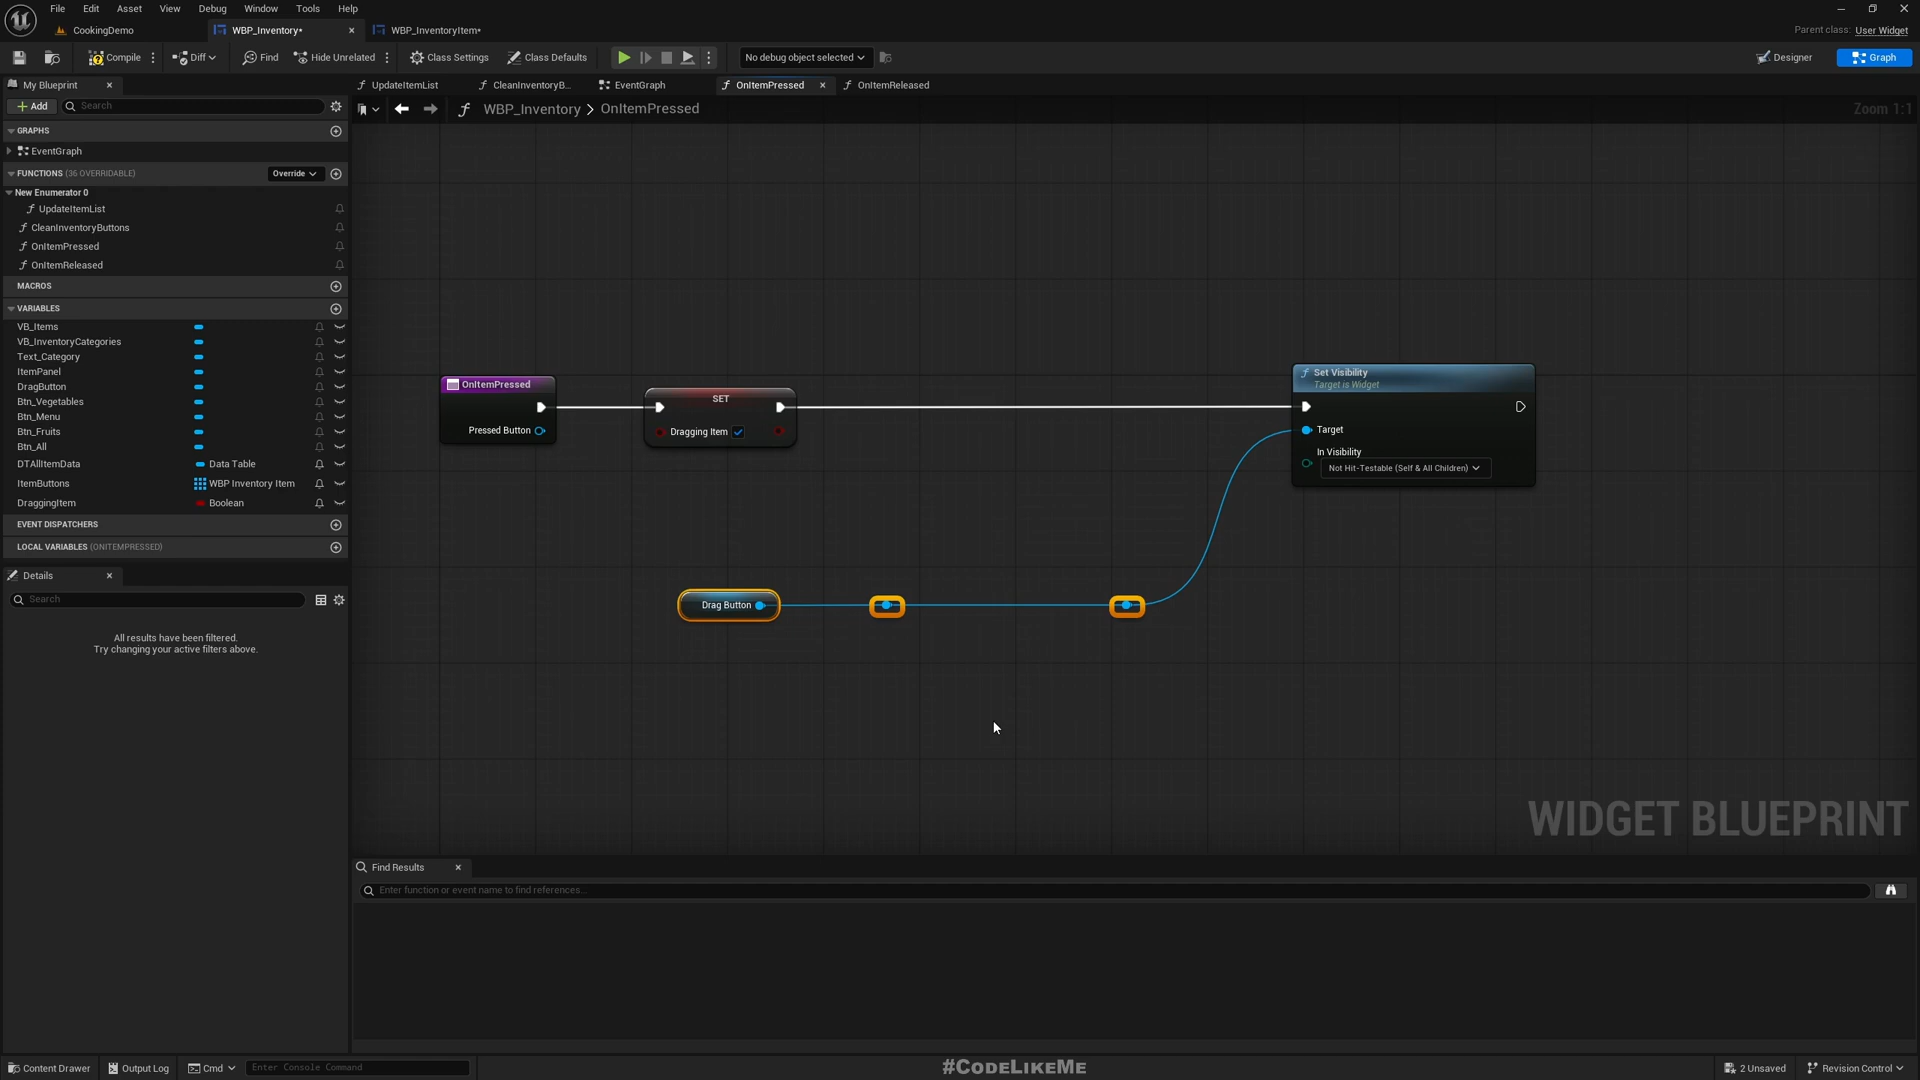 File Edit Asset View Debug Window Tools Help
CookingDemo
WBP_Inventory*
WBP_InventoryItem*
Parent class: User Widget
Compile
Diff
Find
Hide Unrelated
Class Settings
Class Defaults
No debug object selected
Designer
Graph
My Blueprint
UpdateItemList
CleanInventoryB...
EventGraph
OnItemPressed
OnItemReleased
Add
Search
WBP_Inventory > OnItemPressed
Zoom 1:1
GRAPHS
EventGraph
FUNCTIONS (36 OVERRIDABLE)
Override
New Enumerator 0
UpdateItemList
CleanInventoryButtons
OnItemPressed
OnItemReleased
MACROS
VARIABLES
VB_Items
VB_InventoryCategories
Text_Category
ItemPanel
DragButton
Btn_Vegetables
Btn_Menu
Btn_Fruits
Btn_All
DTAllItemData Data Table
ItemButtons WBP Inventory Item
DraggingItem Boolean
EVENT DISPATCHERS
LOCAL VARIABLES (ONITEMPRESSED)
Details
Search
All results have been filtered.
Try changing your active filters above.
OnItemPressed
Pressed Button
SET
Dragging Item
Set Visibility
Target is Widget
Target
In Visibility
Not Hit-Testable (Self & All Children)
Drag Button
WIDGET BLUEPRINT
Find Results
Enter function or event name to find references...
Content Drawer
Output Log
Cmd
Enter Console Command
#CODELIKEME
2 Unsaved
Revision Control